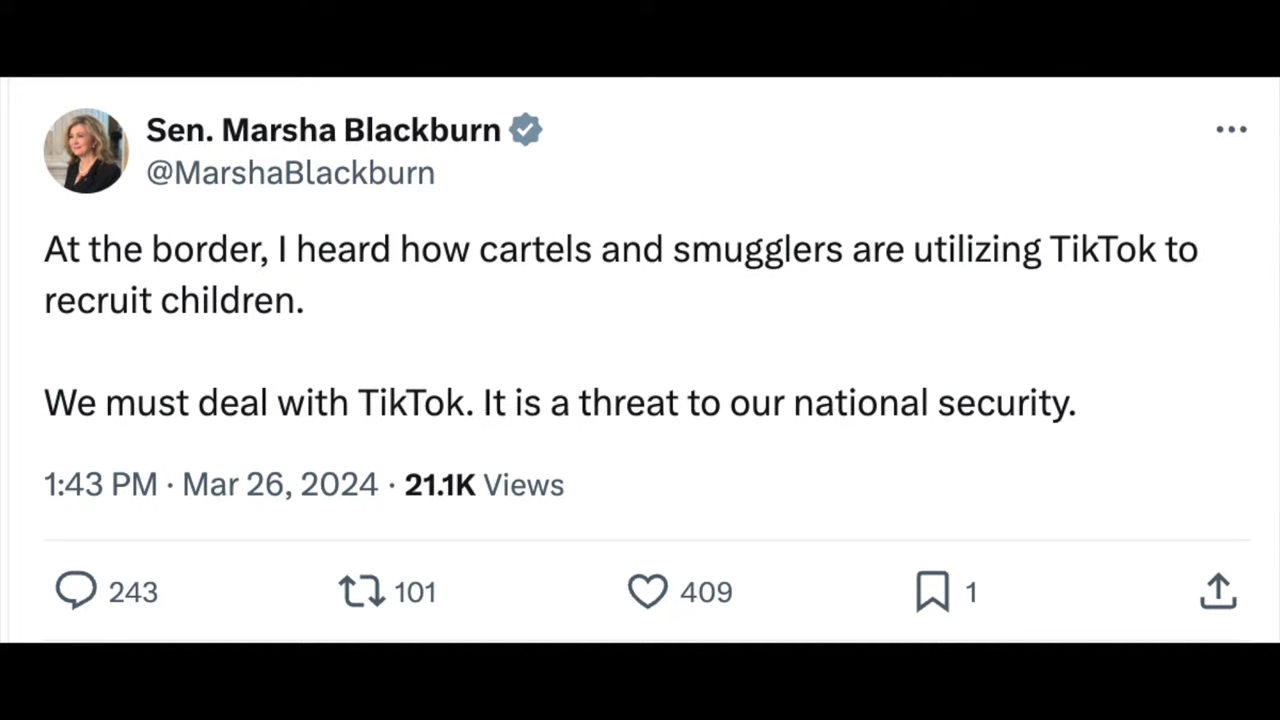 Sen. Marsha Blackburn
@MarshaBlackburn
At the border, I heard how cartels and smugglers are utilizing TikTok to
recruit children.
We must deal with TikTok. It is a threat to our national security.
1:43 PM · Mar 26, 2024 · 21.1K Views
243 101 409 1